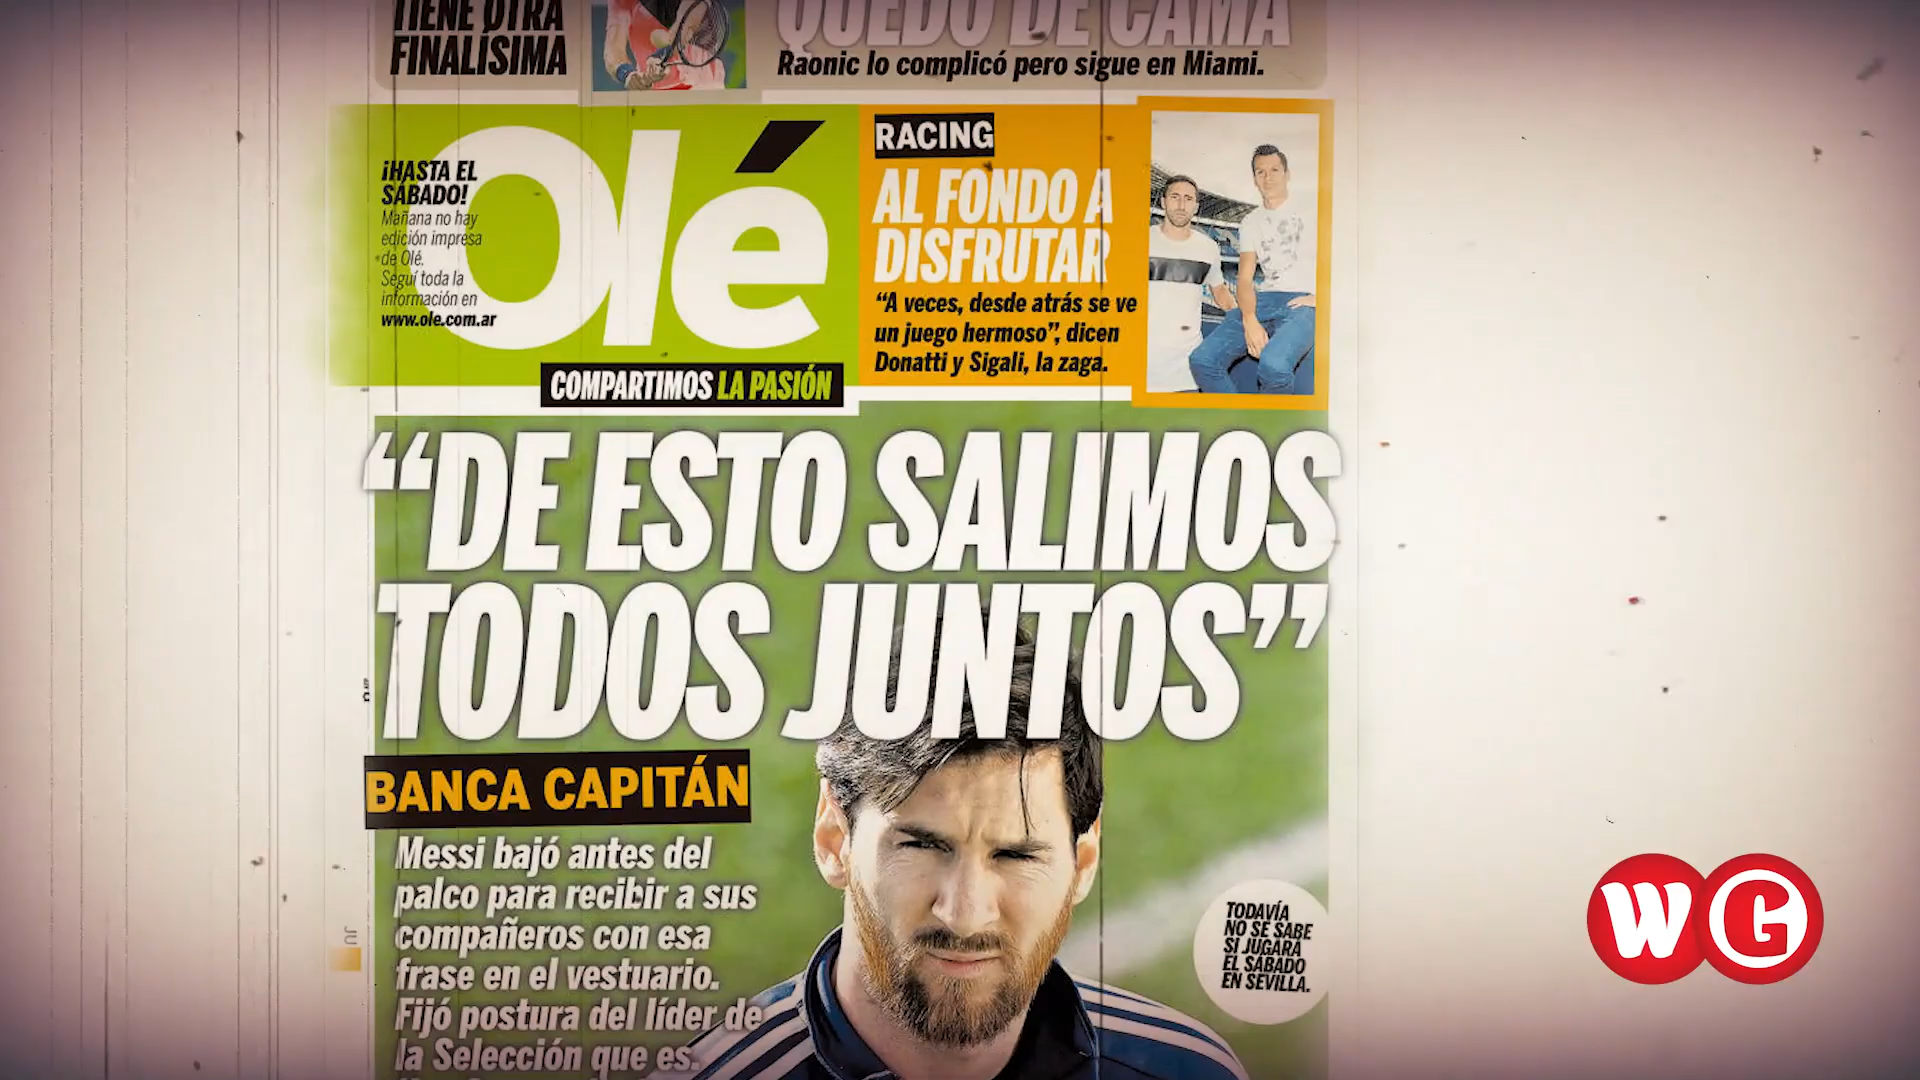 TIENE OTRA
FINALÍSIMA
QUEDÓ DE CAMA
Raonic lo complicó pero sigue en Miami.
¡HASTA EL
SÁBADO!
Mañana no hay
edición impresa
de Olé.
Seguí toda la
información en
www.ole.com.ar
Olé
COMPARTIMOS LA PASIÓN
RACING
AL FONDO A
DISFRUTAR
“A veces, desde atrás se ve
un juego hermoso”, dicen
Donatti y Sigali, la zaga.
“DE ESTO SALIMOS
TODOS JUNTOS”
BANCA CAPITÁN
Messi bajó antes del
palco para recibir a sus
compañeros con esa
frase en el vestuario.
Fijó postura del líder de
la Selección que es.
TODAVÍA
NO SE SABE
SI JUGARÁ
EL SÁBADO
EN SEVILLA.
WG